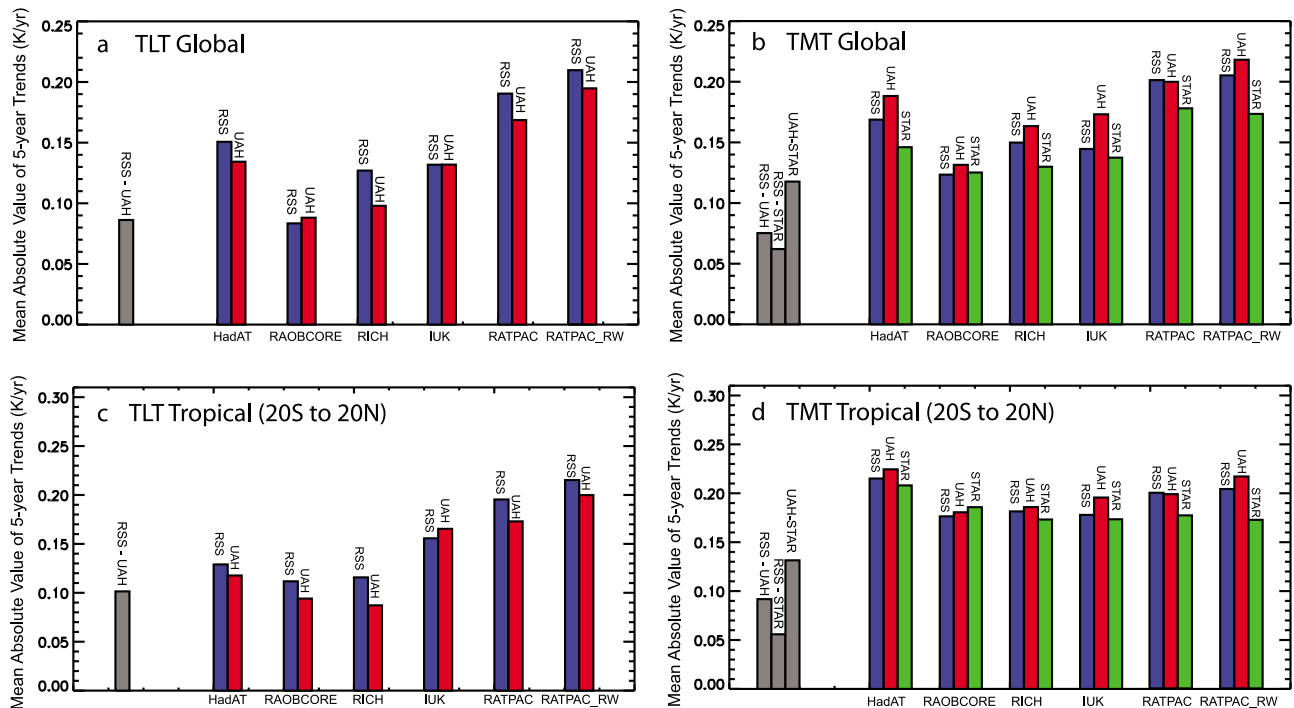 a TLT Global
Mean Absolute Value of 5-year Trends (K/yr)
0.25
0.20
0.15
0.10
0.05
0.00
RSS - UAH
RSS
UAH
RSS
UAH
RSS
UAH
RSS
UAH
RSS
UAH
RSS
UAH
HadAT RAOBCORE RICH IUK RATPAC RATPAC_RW
b TMT Global
Mean Absolute Value of 5-year Trends (K/yr)
0.25
0.20
0.15
0.10
0.05
0.00
RSS - UAH
RSS - STAR
UAH-STAR
RSS
UAH
STAR
RSS
UAH
STAR
RSS
UAH
STAR
RSS
UAH
STAR
RSS
UAH
STAR
RSS
UAH
STAR
HadAT RAOBCORE RICH IUK RATPAC RATPAC_RW
c TLT Tropical (20S to 20N)
Mean Absolute Value of 5-year Trends (K/yr)
0.30
0.25
0.20
0.15
0.10
0.05
0.00
RSS - UAH
RSS
UAH
RSS
UAH
RSS
UAH
RSS
UAH
RSS
UAH
RSS
UAH
HadAT RAOBCORE RICH IUK RATPAC RATPAC_RW
d TMT Tropical (20S to 20N)
Mean Absolute Value of 5-year Trends (K/yr)
0.30
0.25
0.20
0.15
0.10
0.05
0.00
RSS - UAH
RSS - STAR
UAH-STAR
RSS
UAH
STAR
RSS
UAH
STAR
RSS
UAH
STAR
RSS
UAH
STAR
RSS
UAH
STAR
RSS
UAH
STAR
HadAT RAOBCORE RICH IUK RATPAC RATPAC_RW